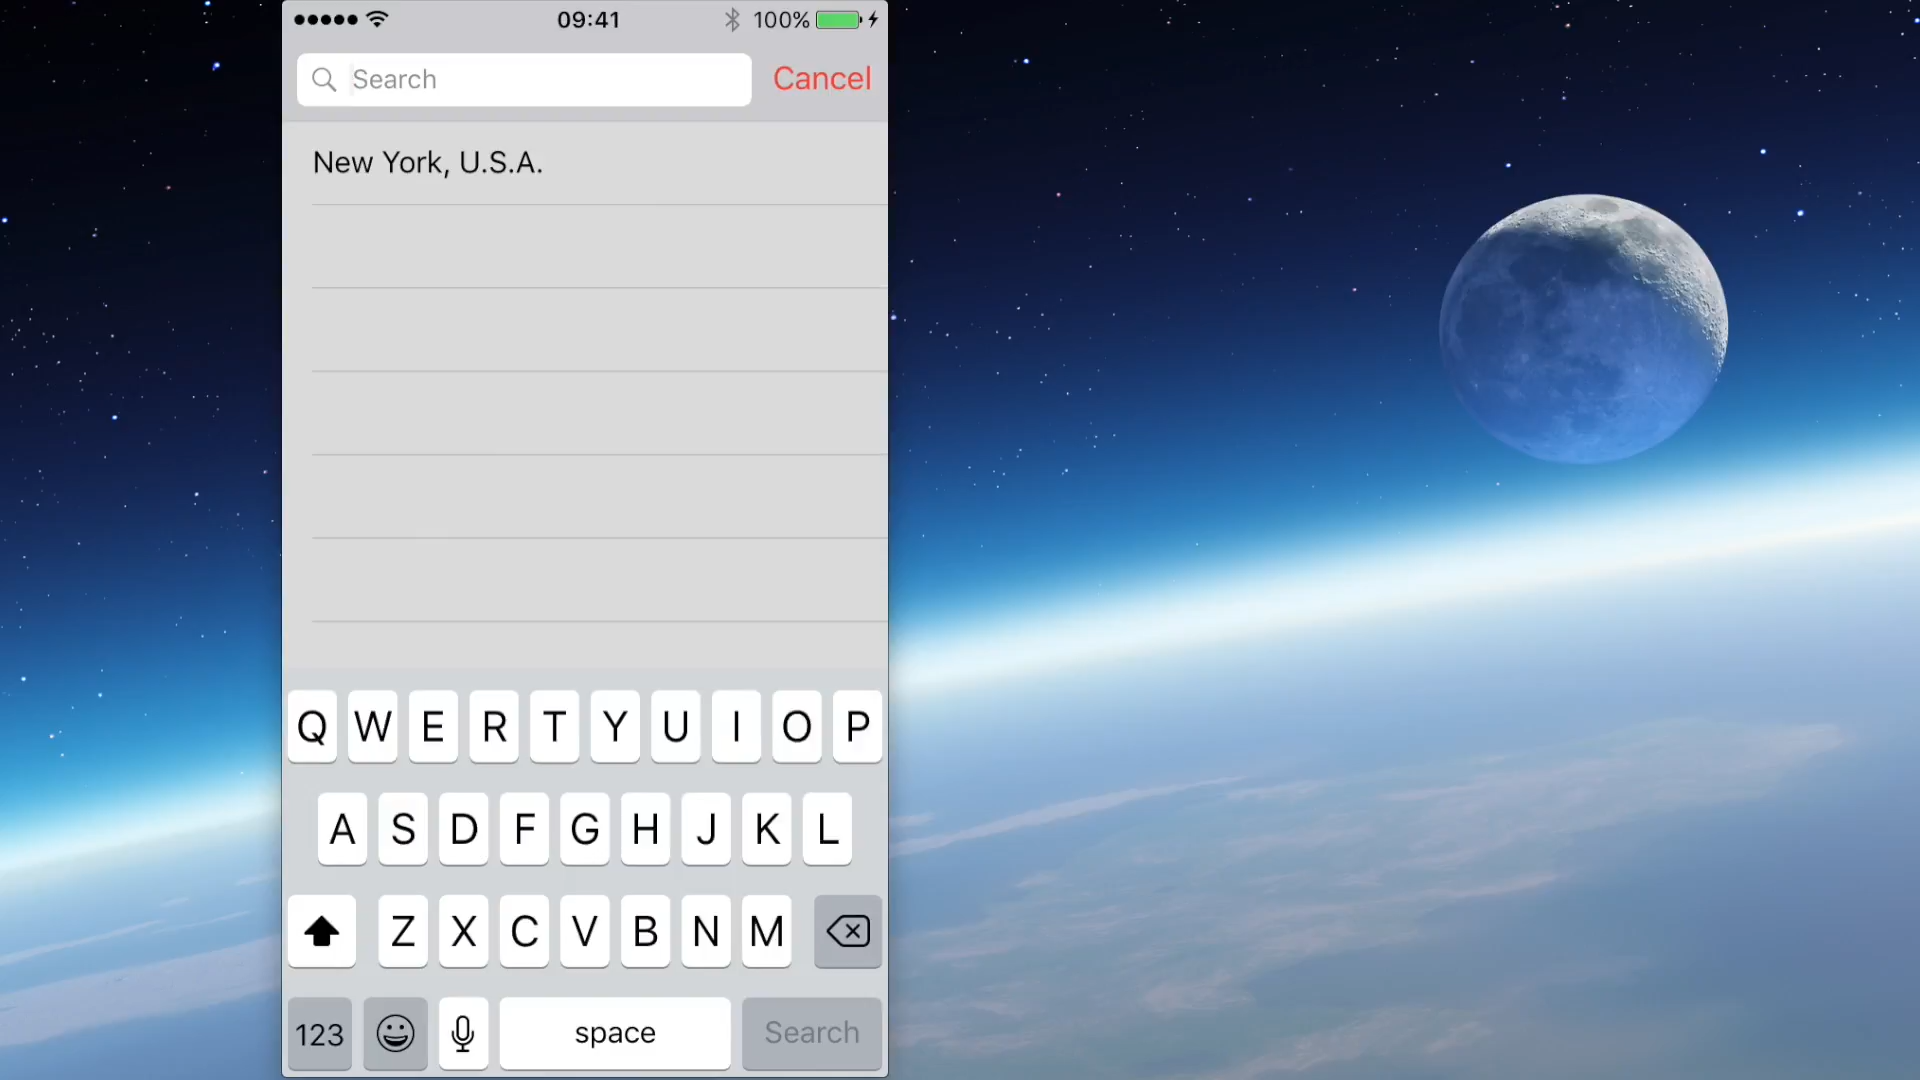 09:41 100%
Search Cancel
New York, U.S.A.
Q W E R T Y U I O P
A S D F G H J K L
Z X C V B N M
123 space Search